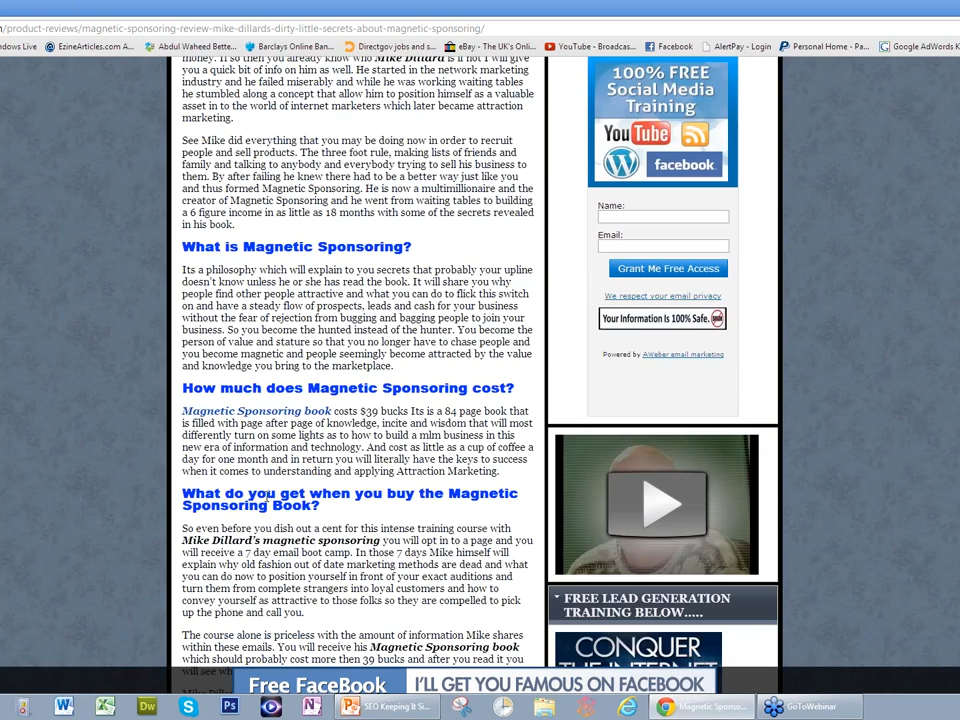 /product-reviews/magnetic-sponsoring-review-mike-dillards-dirty-little-secrets-about-magnetic-sponsoring/
ndows Live
EzineArticles.com A...
Abdul Waheed Bette...
Barclays Online Ban...
Directgov jobs and s...
eBay - The UK's Onli...
YouTube - Broadcas...
Facebook
AlertPay - Login
Personal Home - Pa...
Google AdWords K
money. If so then you already know who Mike Dillard is if not I will give
you a quick bit of info on him as well. He started in the network marketing
industry and he failed miserably and while he was working waiting tables
he stumbled along a concept that allow him to position himself as a valuable
asset in to the world of internet marketers which later became attraction
marketing.
See Mike did everything that you may be doing now in order to recruit
people and sell products. The three foot rule, making lists of friends and
family and talking to anybody and everybody trying to sell his business to
them. By after failing he knew there had to be a better way just like you
and thus formed Magnetic Sponsoring. He is now a multimillionaire and the
creator of Magnetic Sponsoring and he went from waiting tables to building
a 6 figure income in as little as 18 months with some of the secrets revealed
in his book.
What is Magnetic Sponsoring?
Its a philosophy which will explain to you secrets that probably your upline
doesn't know unless he or she has read the book. It will share you why
people find other people attractive and what you can do to flick this switch
on and have a steady flow of prospects, leads and cash for your business
without the fear of rejection from bugging and bagging people to join your
business. So you become the hunted instead of the hunter. You become the
person of value and stature so that you no longer have to chase people and
you become magnetic and people seemingly become attracted by the value
and knowledge you bring to the marketplace.
How much does Magnetic Sponsoring cost?
Magnetic Sponsoring book costs $39 bucks Its is a 84 page book that
is filled with page after page of knowledge, incite and wisdom that will most
differently turn on some lights as to how to build a mlm business in this
new era of information and technology. And cost as little as a cup of coffee a
day for one month and in return you will literally have the keys to success
when it comes to understanding and applying Attraction Marketing.
What do you get when you buy the Magnetic
Sponsoring Book?
So even before you dish out a cent for this intense training course with
Mike Dillard's magnetic sponsoring you will opt in to a page and you
will receive a 7 day email boot camp. In those 7 days Mike himself will
explain why old fashion out of date marketing methods are dead and what
you can do now to position yourself in front of your exact auditions and
turn them from complete strangers into loyal customers and how to
convey yourself as attractive to those folks so they are compelled to pick
up the phone and call you.
The course alone is priceless with the amount of information Mike shares
within these emails. You will receive his Magnetic Sponsoring book
which should probably cost more then 39 bucks and after you read it you
will see wh
100% FREE
Social Media
Training
YouTube
facebook
Name:
Email:
Grant Me Free Access
We respect your email privacy
Your Information Is 100% Safe.
Powered by AWeber email marketing
FREE LEAD GENERATION
TRAINING BELOW.....
CONQUER
THE INTERNET
Free FaceBook
I'LL GET YOU FAMOUS ON FACEBOOK
SEO Keeping It Si...
Magnetic Sponso...
GoToWebinar